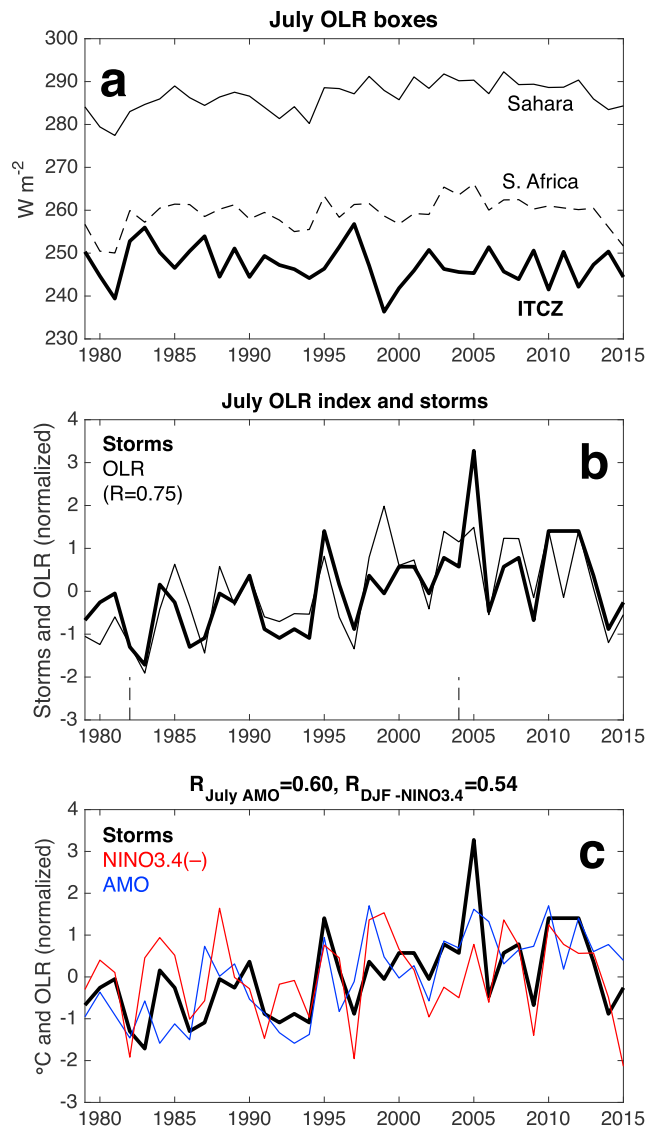 July OLR boxes
300
290
280
270
260
250
240
230
W m⁻²
a
Sahara
S. Africa
ITCZ
1980 1985 1990 1995 2000 2005 2010 2015
July OLR index and storms
4
3
2
1
0
-1
-2
-3
Storms and OLR (normalized)
Storms
OLR
(R=0.75)
b
1980 1985 1990 1995 2000 2005 2010 2015
R July AMO=0.60, R DJF -NINO3.4=0.54
4
3
2
1
0
-1
-2
-3
ºC and OLR (normalized)
Storms
NINO3.4(–)
AMO
c
1980 1985 1990 1995 2000 2005 2010 2015